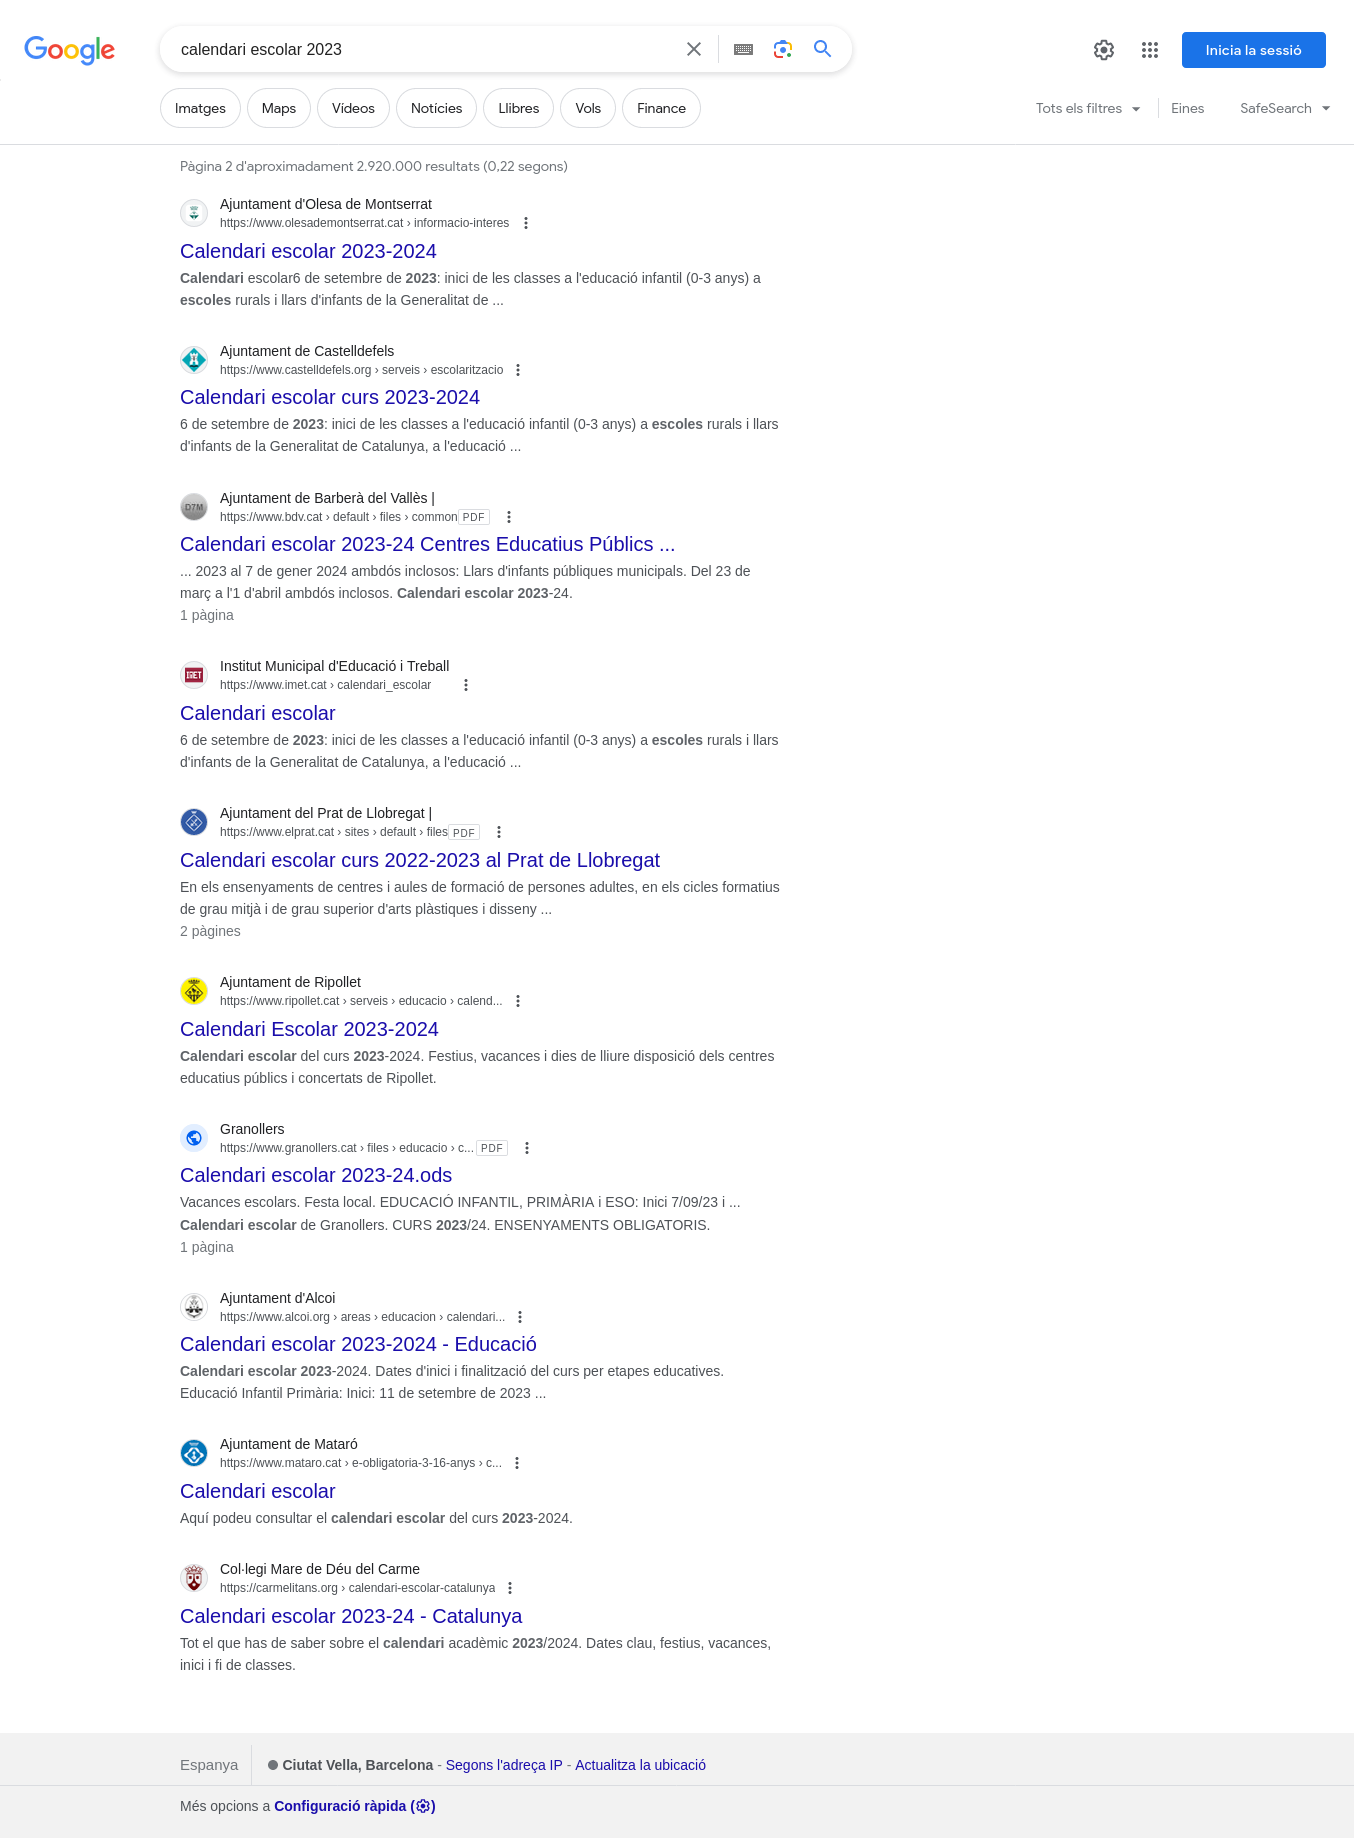 Google
calendari escolar 2023
Inicia la sessió
Imatges
Maps
Vídeos
Notícies
Llibres
Vols
Finance
Tots els filtres
Eines
SafeSearch
Pàgina 2 d'aproximadament 2.920.000 resultats (0,22 segons)
Ajuntament d'Olesa de Montserrat
https://www.olesademontserrat.cat › informacio-interes
Calendari escolar 2023-2024
Calendari escolar6 de setembre de 2023: inici de les classes a l'educació infantil (0-3 anys) a
escoles rurals i llars d'infants de la Generalitat de ...
Ajuntament de Castelldefels
https://www.castelldefels.org › serveis › escolaritzacio
Calendari escolar curs 2023-2024
6 de setembre de 2023: inici de les classes a l'educació infantil (0-3 anys) a escoles rurals i llars
d'infants de la Generalitat de Catalunya, a l'educació ...
D7M
Ajuntament de Barberà del Vallès |
https://www.bdv.cat › default › files › common PDF
Calendari escolar 2023-24 Centres Educatius Públics ...
... 2023 al 7 de gener 2024 ambdós inclosos: Llars d'infants públiques municipals. Del 23 de
març a l'1 d'abril ambdós inclosos. Calendari escolar 2023-24.
1 pàgina
IMET
Institut Municipal d'Educació i Treball
https://www.imet.cat › calendari_escolar
Calendari escolar
6 de setembre de 2023: inici de les classes a l'educació infantil (0-3 anys) a escoles rurals i llars
d'infants de la Generalitat de Catalunya, a l'educació ...
Ajuntament del Prat de Llobregat |
https://www.elprat.cat › sites › default › files PDF
Calendari escolar curs 2022-2023 al Prat de Llobregat
En els ensenyaments de centres i aules de formació de persones adultes, en els cicles formatius
de grau mitjà i de grau superior d'arts plàstiques i disseny ...
2 pàgines
Ajuntament de Ripollet
https://www.ripollet.cat › serveis › educacio › calend...
Calendari Escolar 2023-2024
Calendari escolar del curs 2023-2024. Festius, vacances i dies de lliure disposició dels centres
educatius públics i concertats de Ripollet.
Granollers
https://www.granollers.cat › files › educacio › c... PDF
Calendari escolar 2023-24.ods
Vacances escolars. Festa local. EDUCACIÓ INFANTIL, PRIMÀRIA i ESO: Inici 7/09/23 i ...
Calendari escolar de Granollers. CURS 2023/24. ENSENYAMENTS OBLIGATORIS.
1 pàgina
Ajuntament d'Alcoi
https://www.alcoi.org › areas › educacion › calendari...
Calendari escolar 2023-2024 - Educació
Calendari escolar 2023-2024. Dates d'inici i finalització del curs per etapes educatives.
Educació Infantil Primària: Inici: 11 de setembre de 2023 ...
Ajuntament de Mataró
https://www.mataro.cat › e-obligatoria-3-16-anys › c...
Calendari escolar
Aquí podeu consultar el calendari escolar del curs 2023-2024.
Col·legi Mare de Déu del Carme
https://carmelitans.org › calendari-escolar-catalunya
Calendari escolar 2023-24 - Catalunya
Tot el que has de saber sobre el calendari acadèmic 2023/2024. Dates clau, festius, vacances,
inici i fi de classes.
Espanya
Ciutat Vella, Barcelona - Segons l'adreça IP - Actualitza la ubicació
Més opcions a Configuració ràpida ()